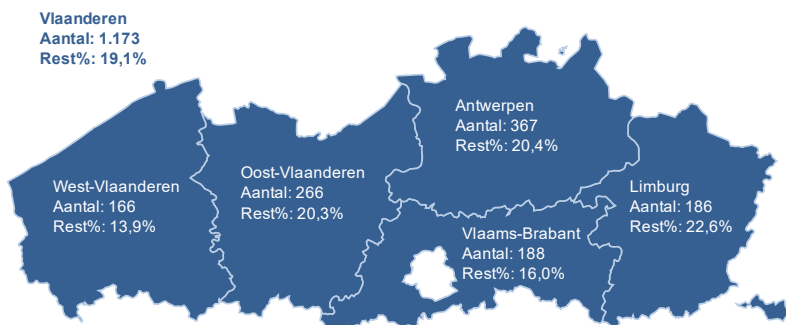 Vlaanderen
Aantal: 1.173
Rest%: 19,1%
Antwerpen
Aantal: 367
Rest%: 20,4%
West-Vlaanderen
Aantal: 166
Rest%: 13,9%
Oost-Vlaanderen
Aantal: 266
Rest%: 20,3%
Limburg
Aantal: 186
Rest%: 22,6%
Vlaams-Brabant
Aantal: 188
Rest%: 16,0%